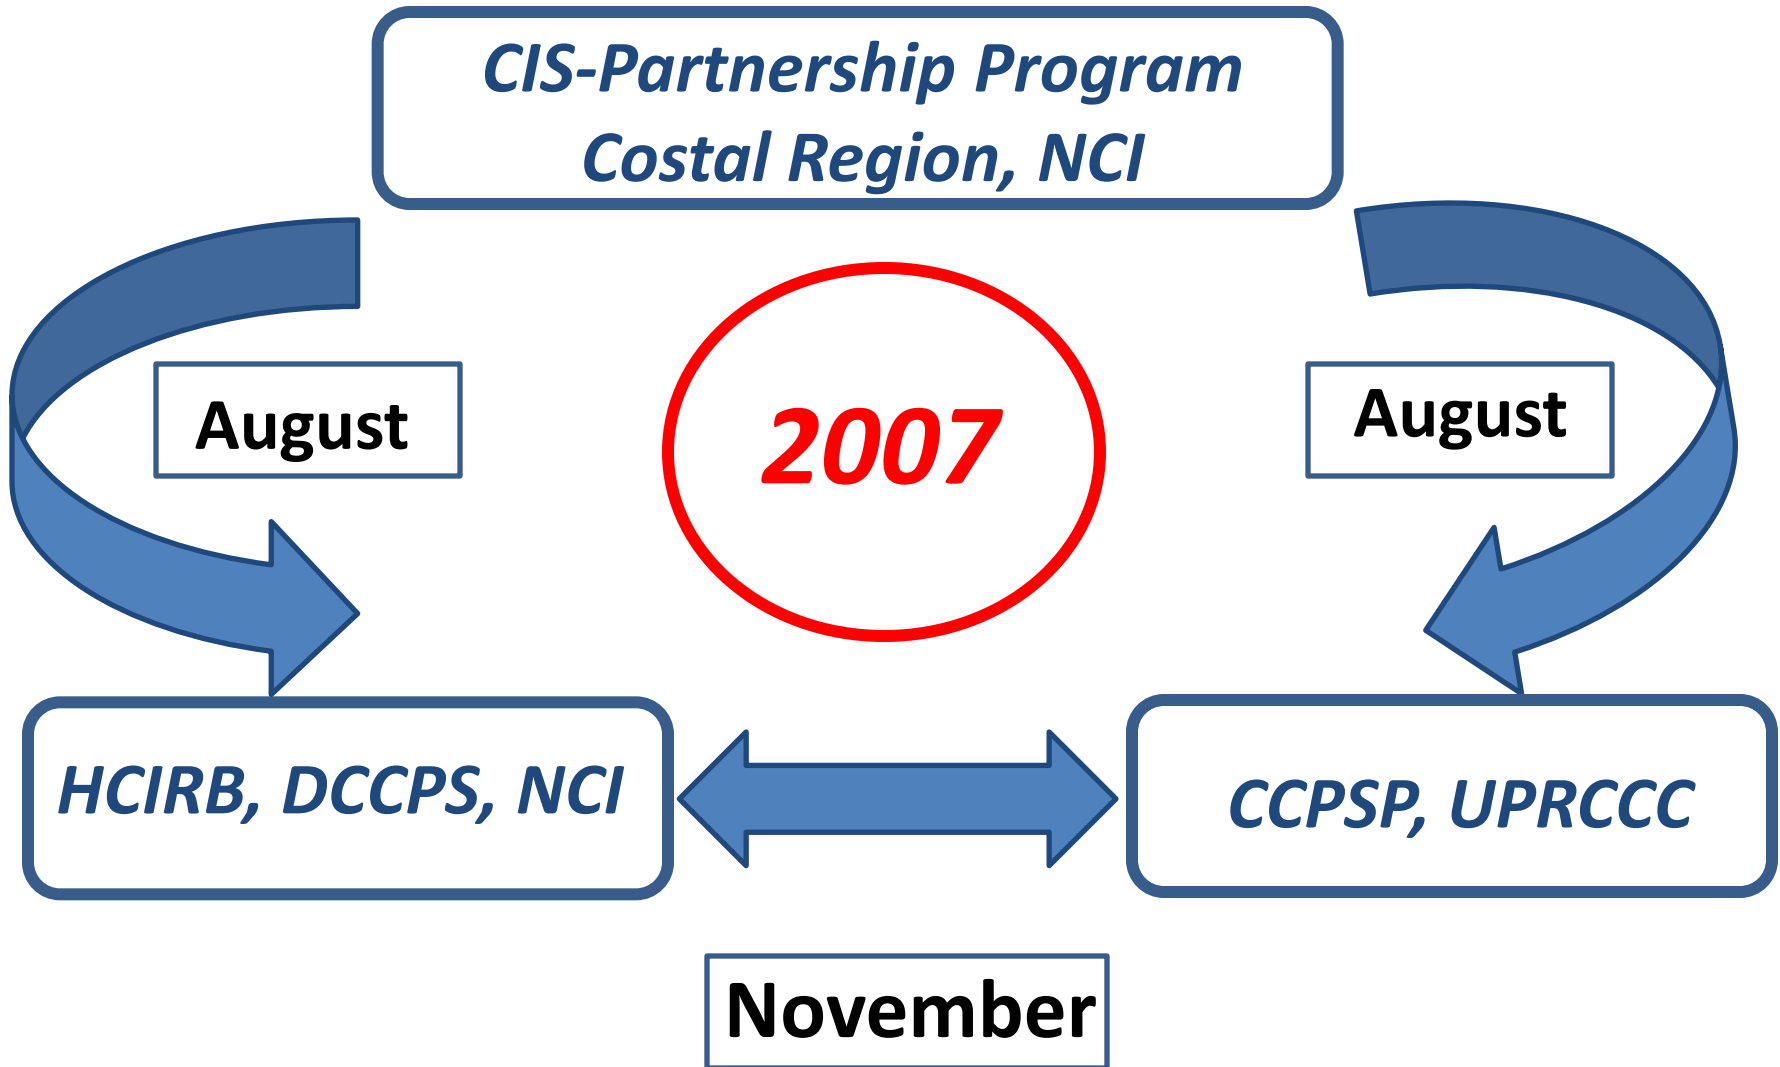 CIS-Partnership Program
Costal Region, NCI
August
2007
August
HCIRB, DCCPS, NCI
CCPSP, UPRCCC
November